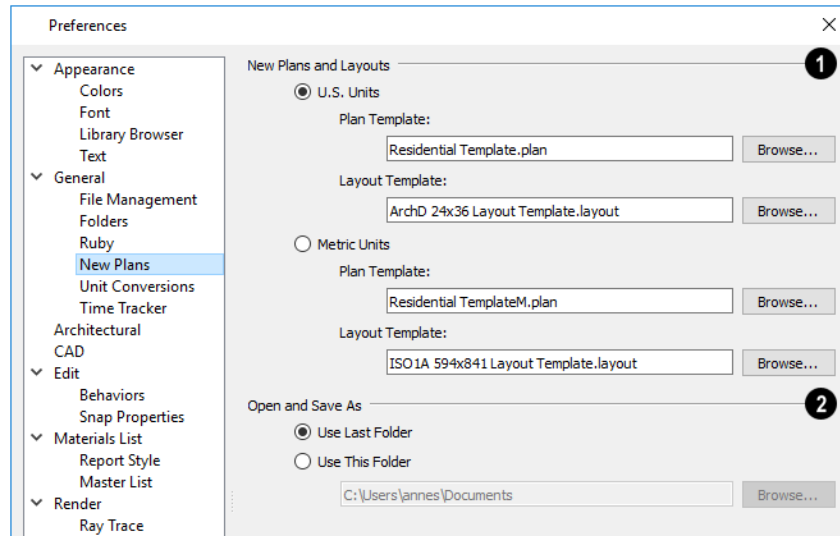 Preferences
Appearance
Colors
Font
Library Browser
Text
General
File Management
Folders
Ruby
New Plans
Unit Conversions
Time Tracker
Architectural
CAD
Edit
Behaviors
Snap Properties
Materials List
Report Style
Master List
Render
Ray Trace
New Plans and Layouts 1
U.S. Units
Plan Template:
Residential Template.plan Browse...
Layout Template:
ArchD 24x36 Layout Template.layout Browse...
Metric Units
Plan Template:
Residential TemplateM.plan Browse...
Layout Template:
ISO1A 594x841 Layout Template.layout Browse...
Open and Save As 2
Use Last Folder
Use This Folder
C:\Users\annes\Documents Browse...